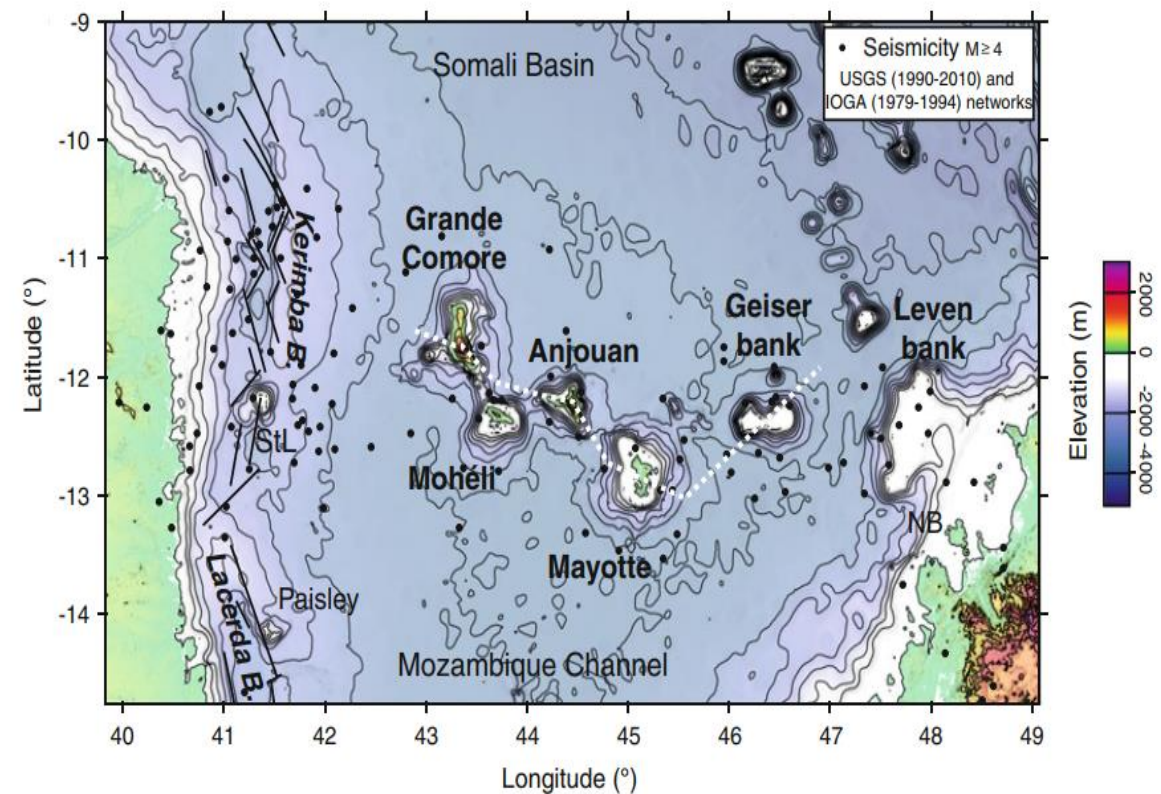 Somali Basin
Seismicity M ≥ 4
USGS (1990-2010) and
IOGA (1979-1994) networks
Kerimba B.
Grande
Comore
Anjouan
Geiser
bank
Leven
bank
StL
Mohéli
Mayotte
NB
Lacerda B.
Paisley
Mozambique Channel
Latitude (°)
-9
-10
-11
-12
-13
-14
40
41
42
43
44
45
46
47
48
49
Longitude (°)
Elevation (m)
2000
0
-2000
-4000